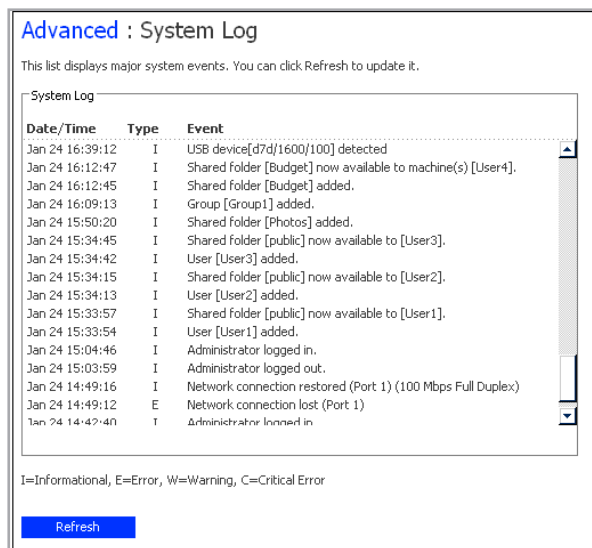 Advanced : System Log
This list displays major system events. You can click Refresh to update it.
System Log
Date/Time Type Event
Jan 24 16:39:12 I USB device[d7d/1600/100] detected
Jan 24 16:12:47 I Shared folder [Budget] now available to machine(s) [User4].
Jan 24 16:12:45 I Shared folder [Budget] added.
Jan 24 16:09:13 I Group [Group1] added.
Jan 24 15:50:20 I Shared folder [Photos] added.
Jan 24 15:34:45 I Shared folder [public] now available to [User3].
Jan 24 15:34:42 I User [User3] added.
Jan 24 15:34:15 I Shared folder [public] now available to [User2].
Jan 24 15:34:13 I User [User2] added.
Jan 24 15:33:57 I Shared folder [public] now available to [User1].
Jan 24 15:33:54 I User [User1] added.
Jan 24 15:04:46 I Administrator logged in.
Jan 24 15:03:59 I Administrator logged out.
Jan 24 14:49:16 I Network connection restored (Port 1) (100 Mbps Full Duplex)
Jan 24 14:49:12 E Network connection lost (Port 1)
Jan 24 14:42:40 I Administrator logged in
I=Informational, E=Error, W=Warning, C=Critical Error
Refresh